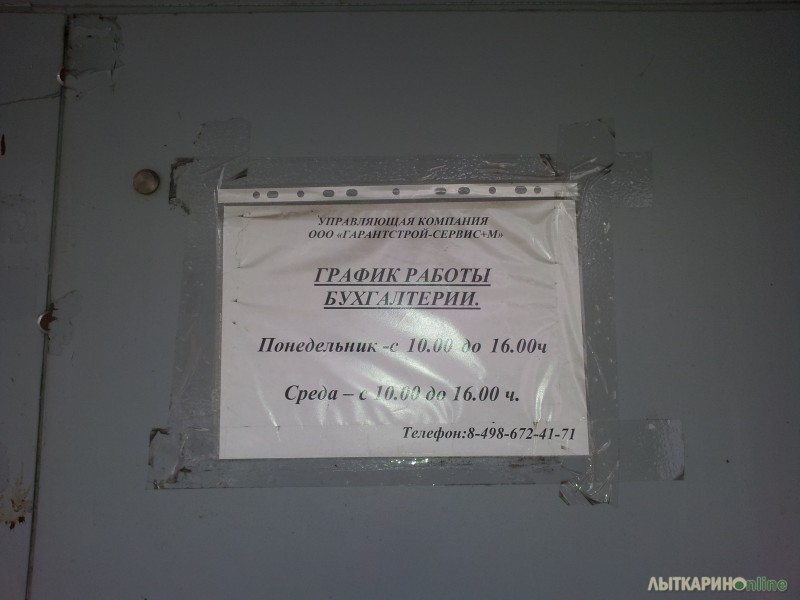 УПРАВЛЯЮЩАЯ КОМПАНИЯ
ООО «ГАРАНТСТРОЙ-СЕРВИС+М»
ГРАФИК РАБОТЫ
БУХГАЛТЕРИИ.
Понедельник -с 10.00 до 16.00ч
Среда – с 10.00 до 16.00 ч.
Телефон:8-498-672-41-71
ЛЫТКАРИНОonline